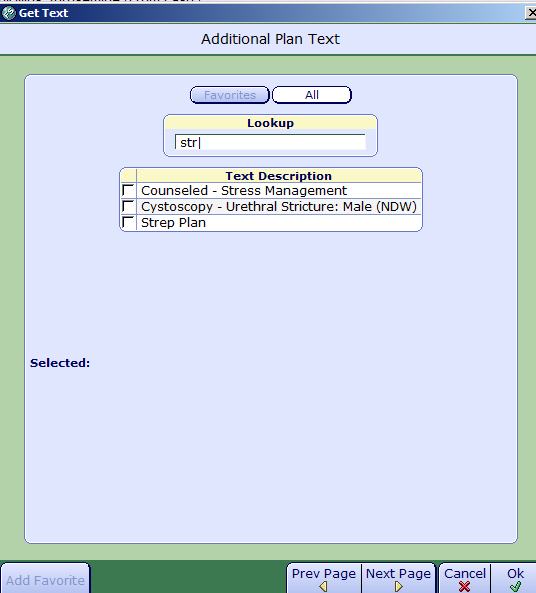 Get Text
Additional Plan Text
Favorites All
Lookup
str
Text Description
Counseled - Stress Management
Cystoscopy - Urethral Stricture: Male (NDW)
Strep Plan
Selected:
Add Favorite Prev Page Next Page Cancel Ok